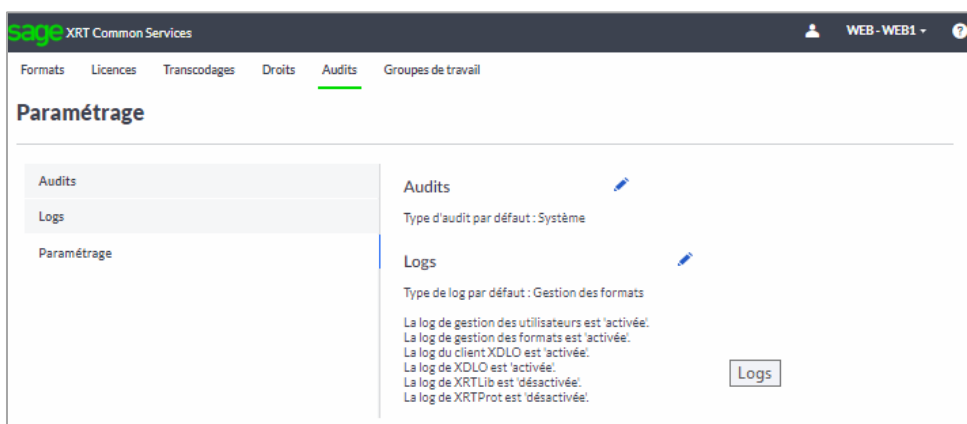 sage XRT Common Services WEB - WEB1 ?
Formats Licences Transcodages Droits Audits Groupes de travail
Paramétrage
Audits
Logs
Paramétrage
Audits
Type d'audit par défaut : Système
Logs
Type de log par défaut : Gestion des formats
La log de gestion des utilisateurs est 'activée'.
La log de gestion des formats est 'activée'.
La log du client XDLO est 'activée'.
La log de XDLO est 'activée'.
La log de XRTLib est 'désactivée'.
La log de XRTProt est 'désactivée'.
Logs